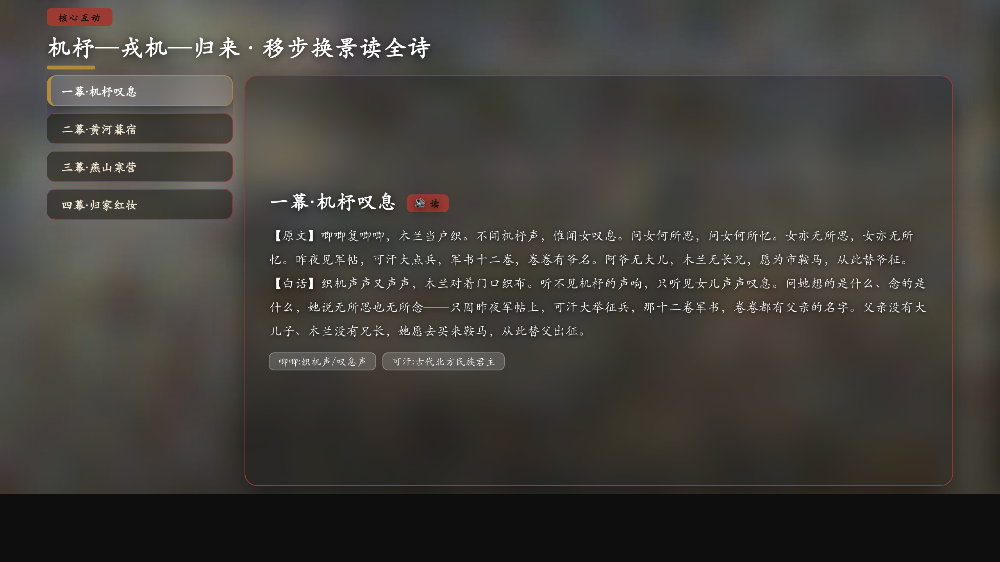 核心互动
机杼—戎机—归来 · 移步换景读全诗
一幕·机杼叹息
二幕·黄河暮宿
三幕·燕山寒营
四幕·归家红妆
一幕·机杼叹息
🔊 读
【原文】唧唧复唧唧，木兰当户织。不闻机杼声，惟闻女叹息。问女何所思，问女何所忆。女亦无所思，女亦无所
忆。昨夜见军帖，可汗大点兵，军书十二卷，卷卷有爷名。阿爷无大儿，木兰无长兄，愿为市鞍马，从此替爷征。
【白话】织机声声又声声，木兰对着门口织布。听不见机杼的声响，只听见女儿声声叹息。问她想的是什么、念的是
什么，她说无所思也无所念——只因昨夜军帖上，可汗大举征兵，那十二卷军书，卷卷都有父亲的名字。父亲没有大
儿子、木兰没有兄长，她愿去买来鞍马，从此替父出征。
唧唧:织机声/叹息声
可汗:古代北方民族君主